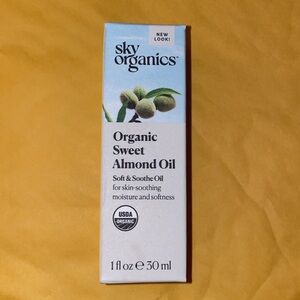 NEW
LOOK!
sky
organics
Organic
Sweet
Almond Oil
Soft & Soothe Oil
for skin-soothing
moisture and softness
USDA
ORGANIC
1 fl oz ℮ 30 ml